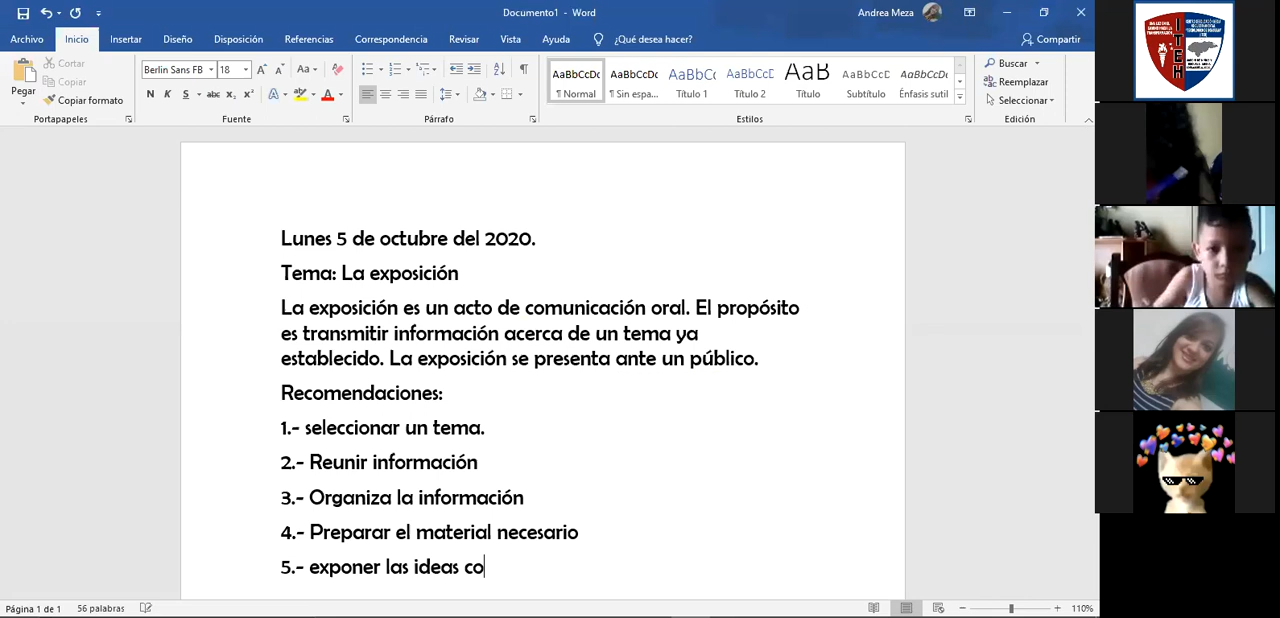 Documento1 - Word
Andrea Meza
Archivo Inicio Insertar Diseño Disposición Referencias Correspondencia Revisar Vista Ayuda ¿Qué desea hacer? Compartir
Pegar
Cortar
Copiar
Copiar formato
Portapapeles
Berlin Sans FB 18
Aa
N K S abc x₂ x² A A
Fuente
Párrafo
AaBbCcDc AaBbCcDc AaBbCc AaBbCcD AaB AaBbCcD AaBbCcDc
¶ Normal ¶ Sin espa... Título 1 Título 2 Título Subtítulo Énfasis sutil
Estilos
Buscar
Reemplazar
Seleccionar
Edición
Lunes 5 de octubre del 2020.
Tema: La exposición
La exposición es un acto de comunicación oral. El propósito
es transmitir información acerca de un tema ya
establecido. La exposición se presenta ante un público.
Recomendaciones:
1.- seleccionar un tema.
2.- Reunir información
3.- Organiza la información
4.- Preparar el material necesario
5.- exponer las ideas co
Página 1 de 1 56 palabras
110%
ITEH